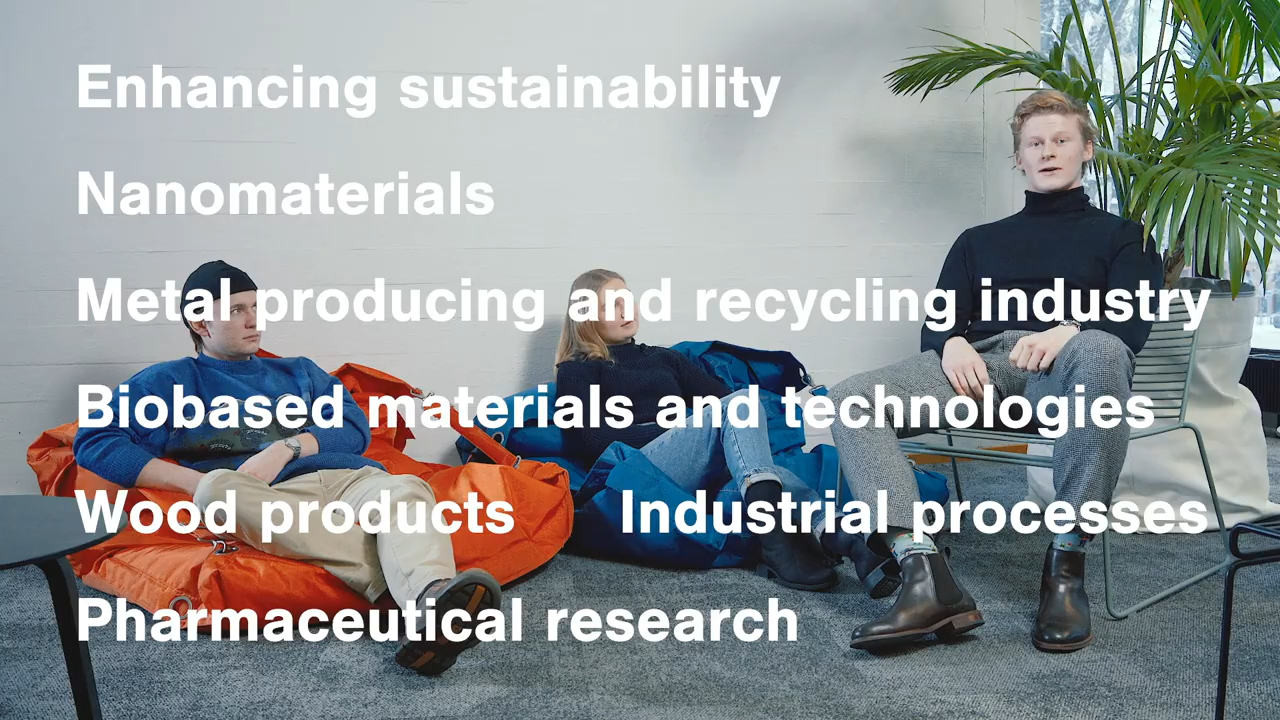 Enhancing sustainability
Nanomaterials
Metal producing and recycling industry
Biobased materials and technologies
Wood products Industrial processes
Pharmaceutical research